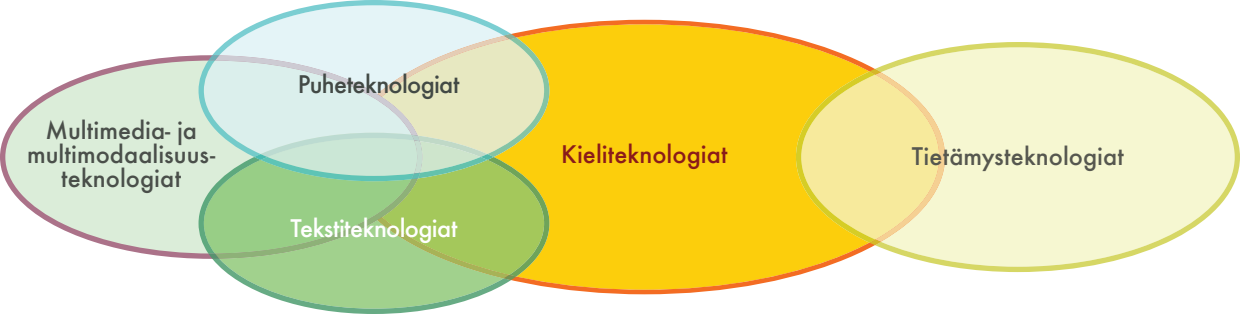 Puheteknologiat
Multimedia- ja
multimodaalisuus-
teknologiat
Kieliteknologiat
Tietämysteknologiat
Tekstiteknologiat